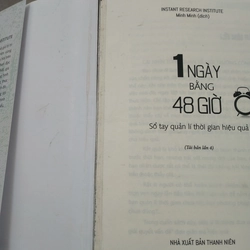 INSTANT RESEARCH INSTITUTE
Minh Minh (dịch)
1 NGÀY
BẰNG
48 GIỜ
Sổ tay quản lí thời gian hiệu quả
(Tái bản lần 6)
NHÀ XUẤT BẢN THANH NIÊN